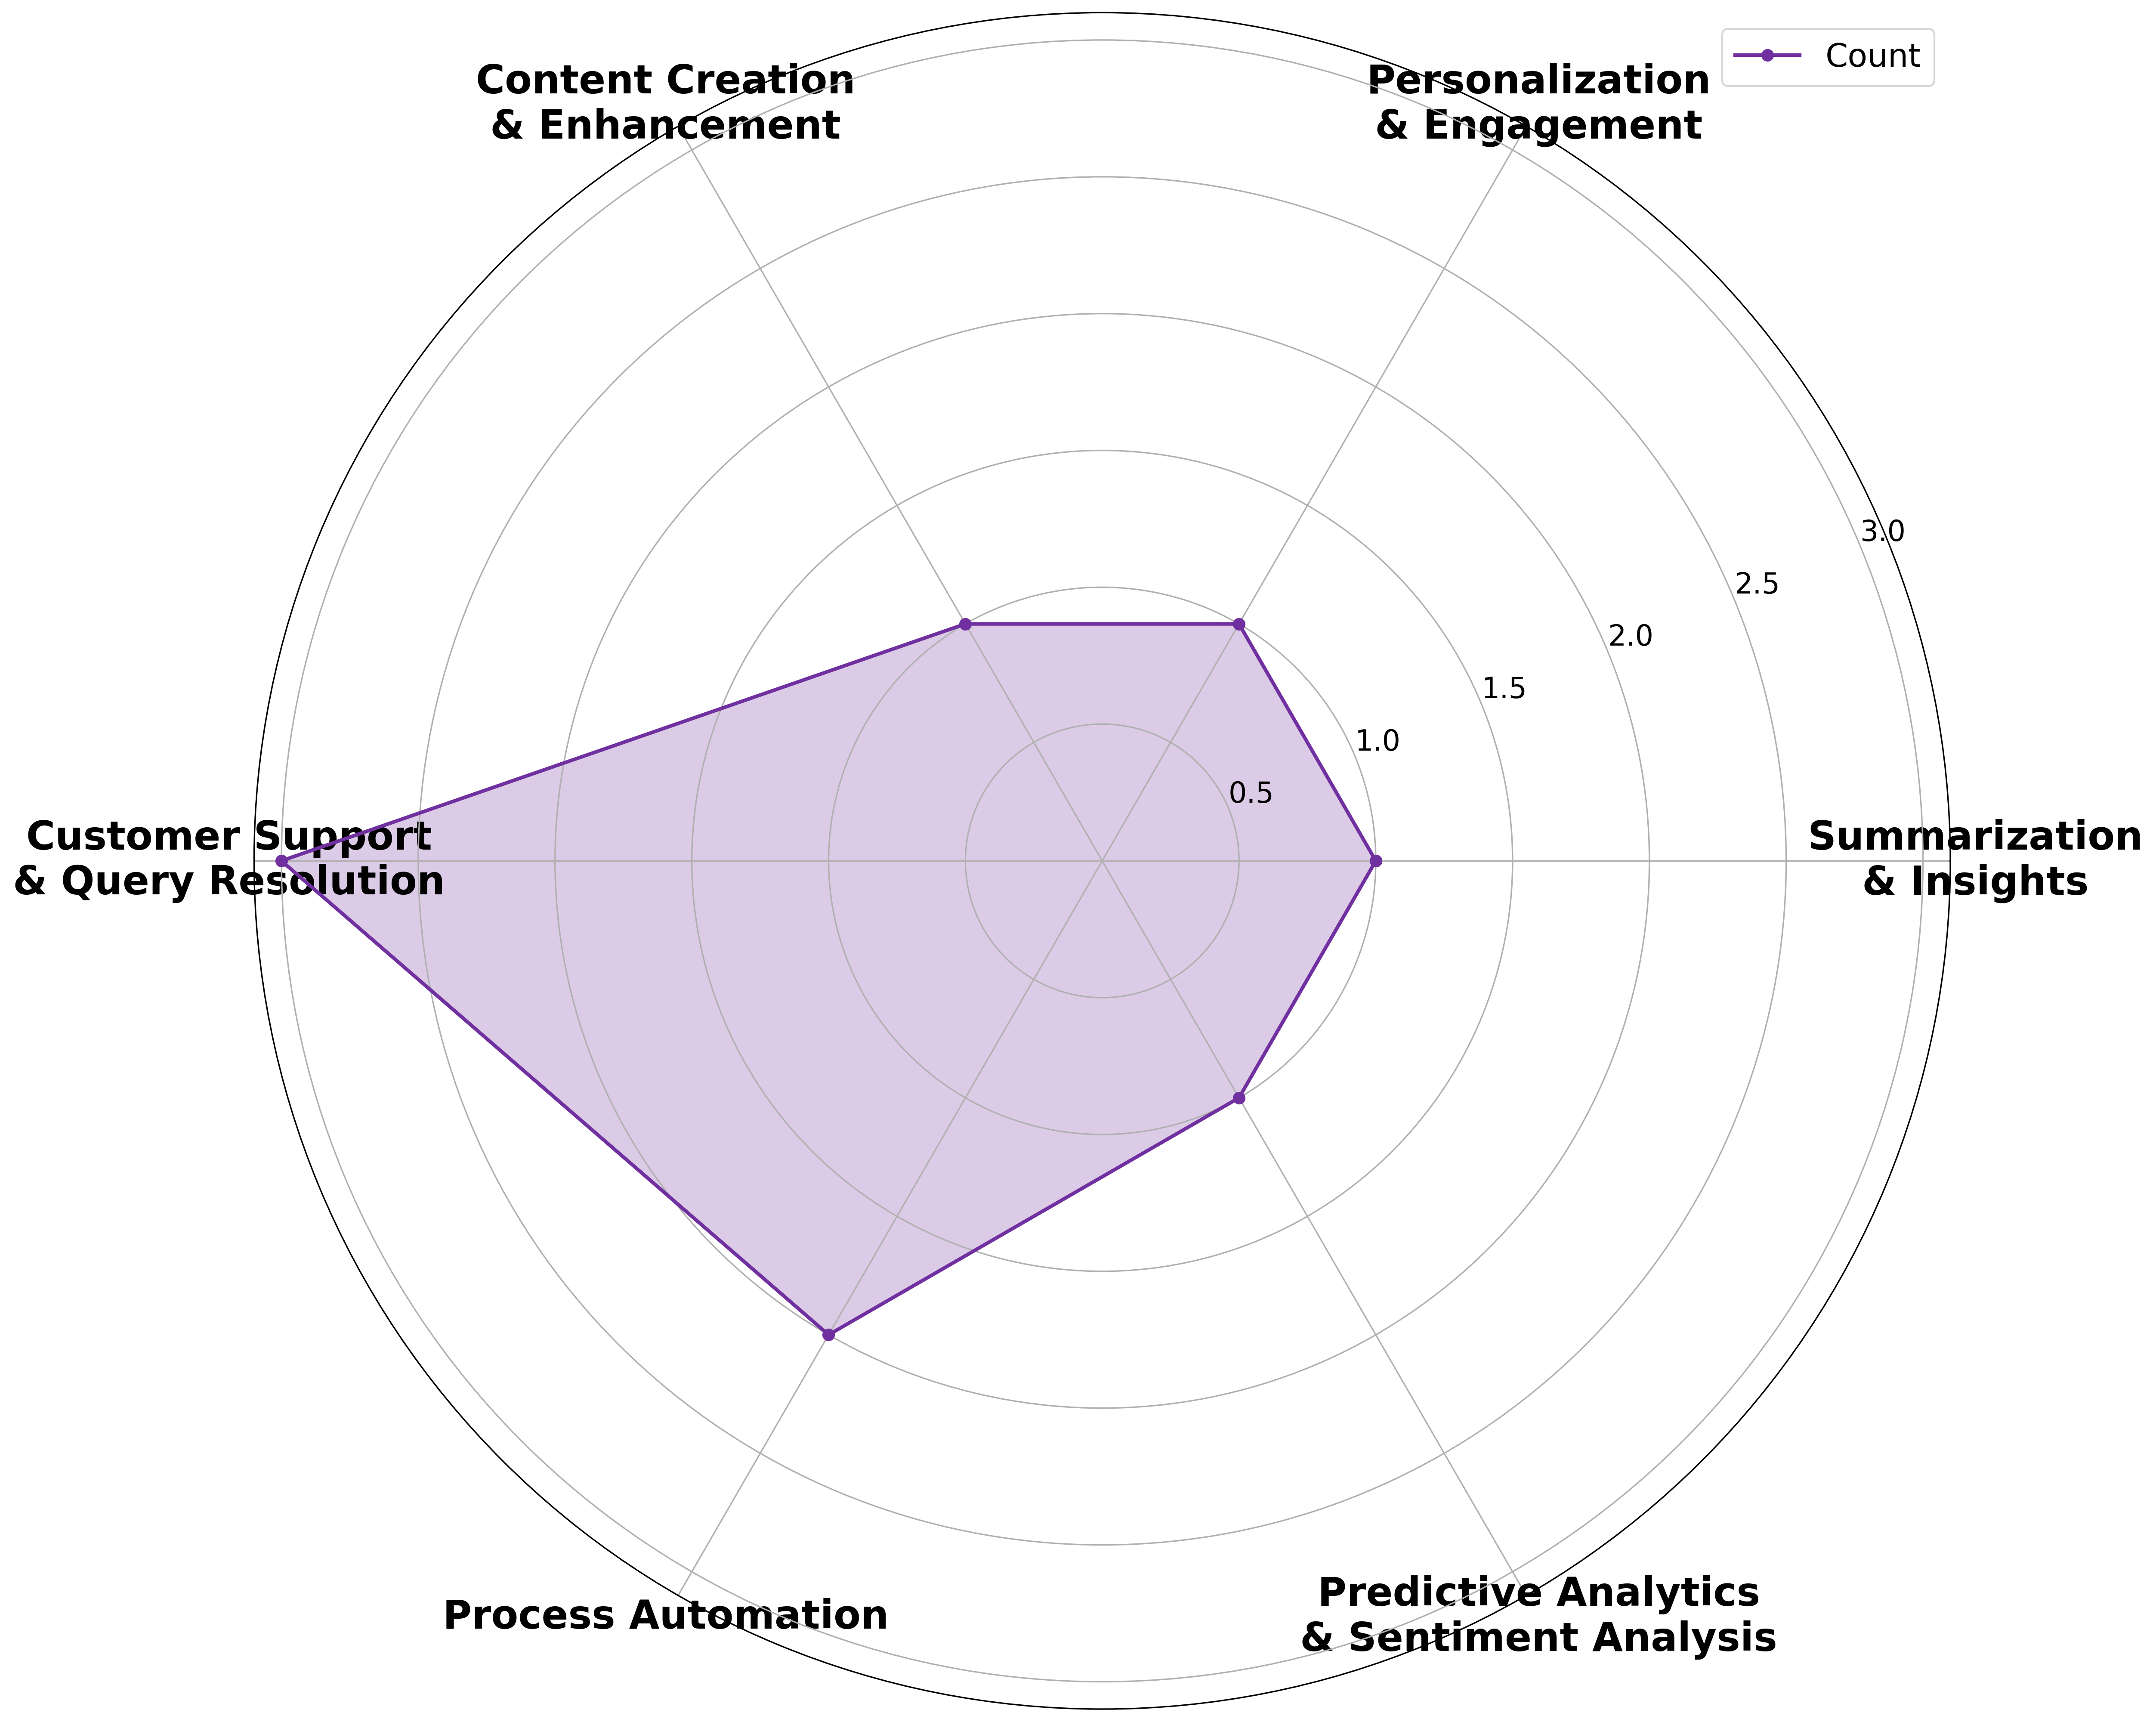 Content Creation
& Enhancement
Personalization
& Engagement
Count
3.0
2.5
2.0
1.5
1.0
0.5
Customer Support
& Query Resolution
Summarization
& Insights
Process Automation
Predictive Analytics
& Sentiment Analysis